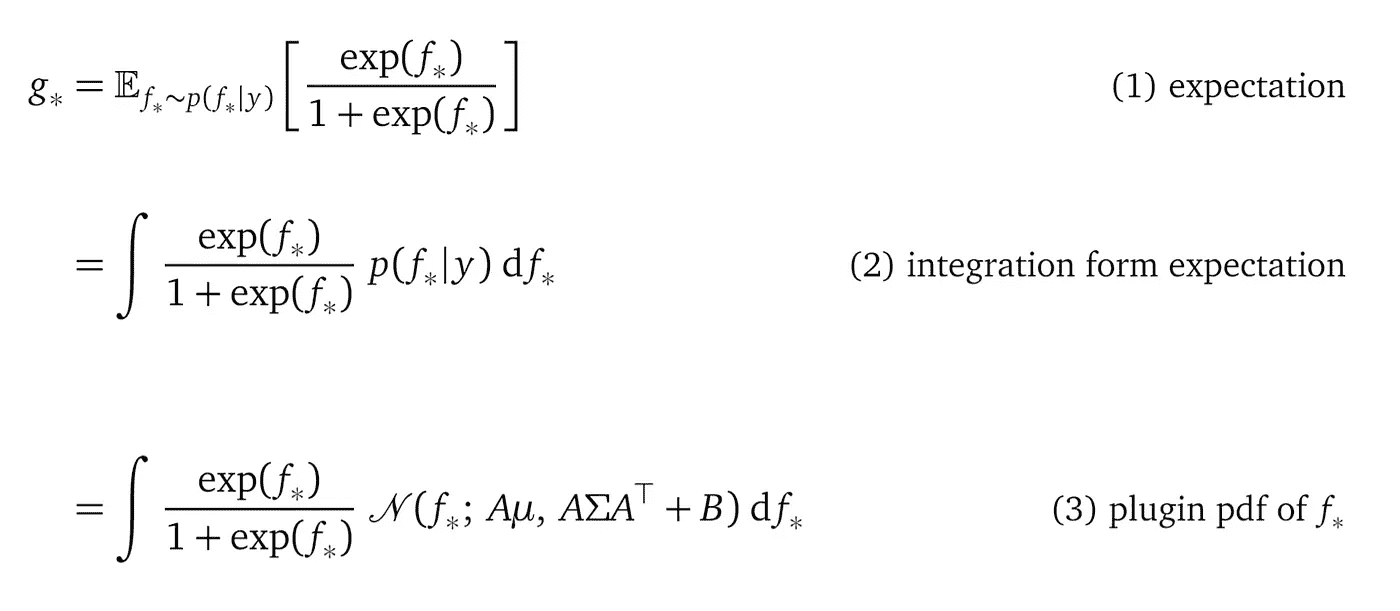 g_* = 𝔼_{f_*∼p(f_*|y)} [ exp(f_*) / (1 + exp(f_*)) ] (1) expectation
= ∫ exp(f_*) / (1 + exp(f_*)) p(f_*|y) df_* (2) integration form expectation
= ∫ exp(f_*) / (1 + exp(f_*)) 𝒩(f_*; Aμ, AΣA^⊤ + B) df_* (3) plugin pdf of f_*